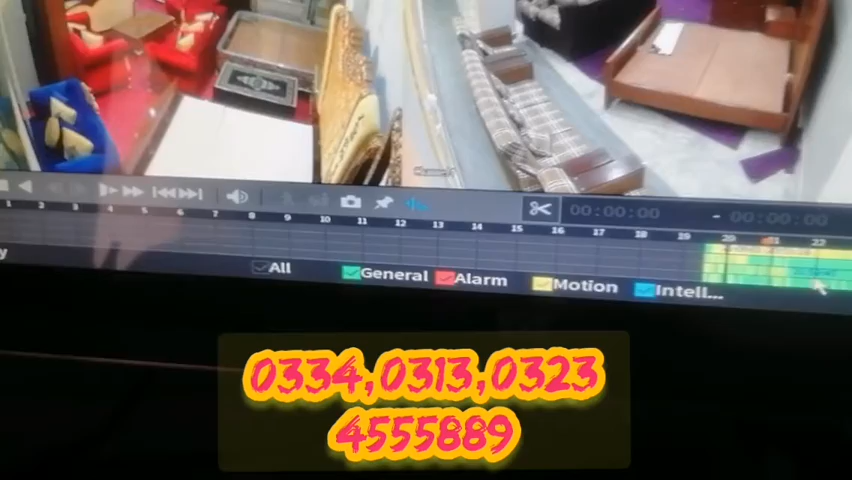 00:00:00 - 00:00:00
1 2 3 4 5 6 7 8 9 10 11 12 13 14 15 16 17 18 19 20 21 22
y All General Alarm Motion Intell...
0334,0313,0323
4555889